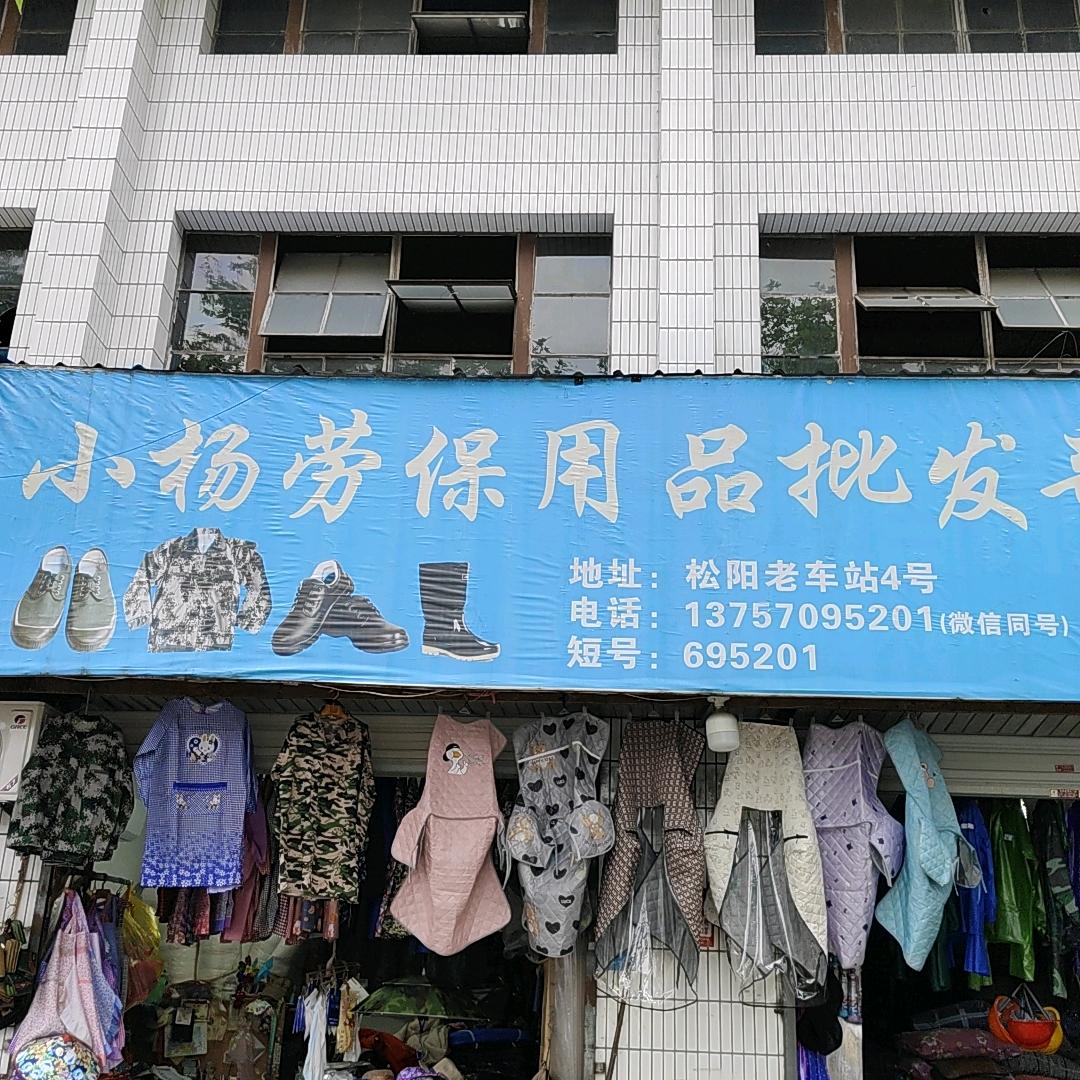 小杨劳保用品批发
地址：松阳老车站4号
电话：13757095201(微信同号)
短号：695201
GREE